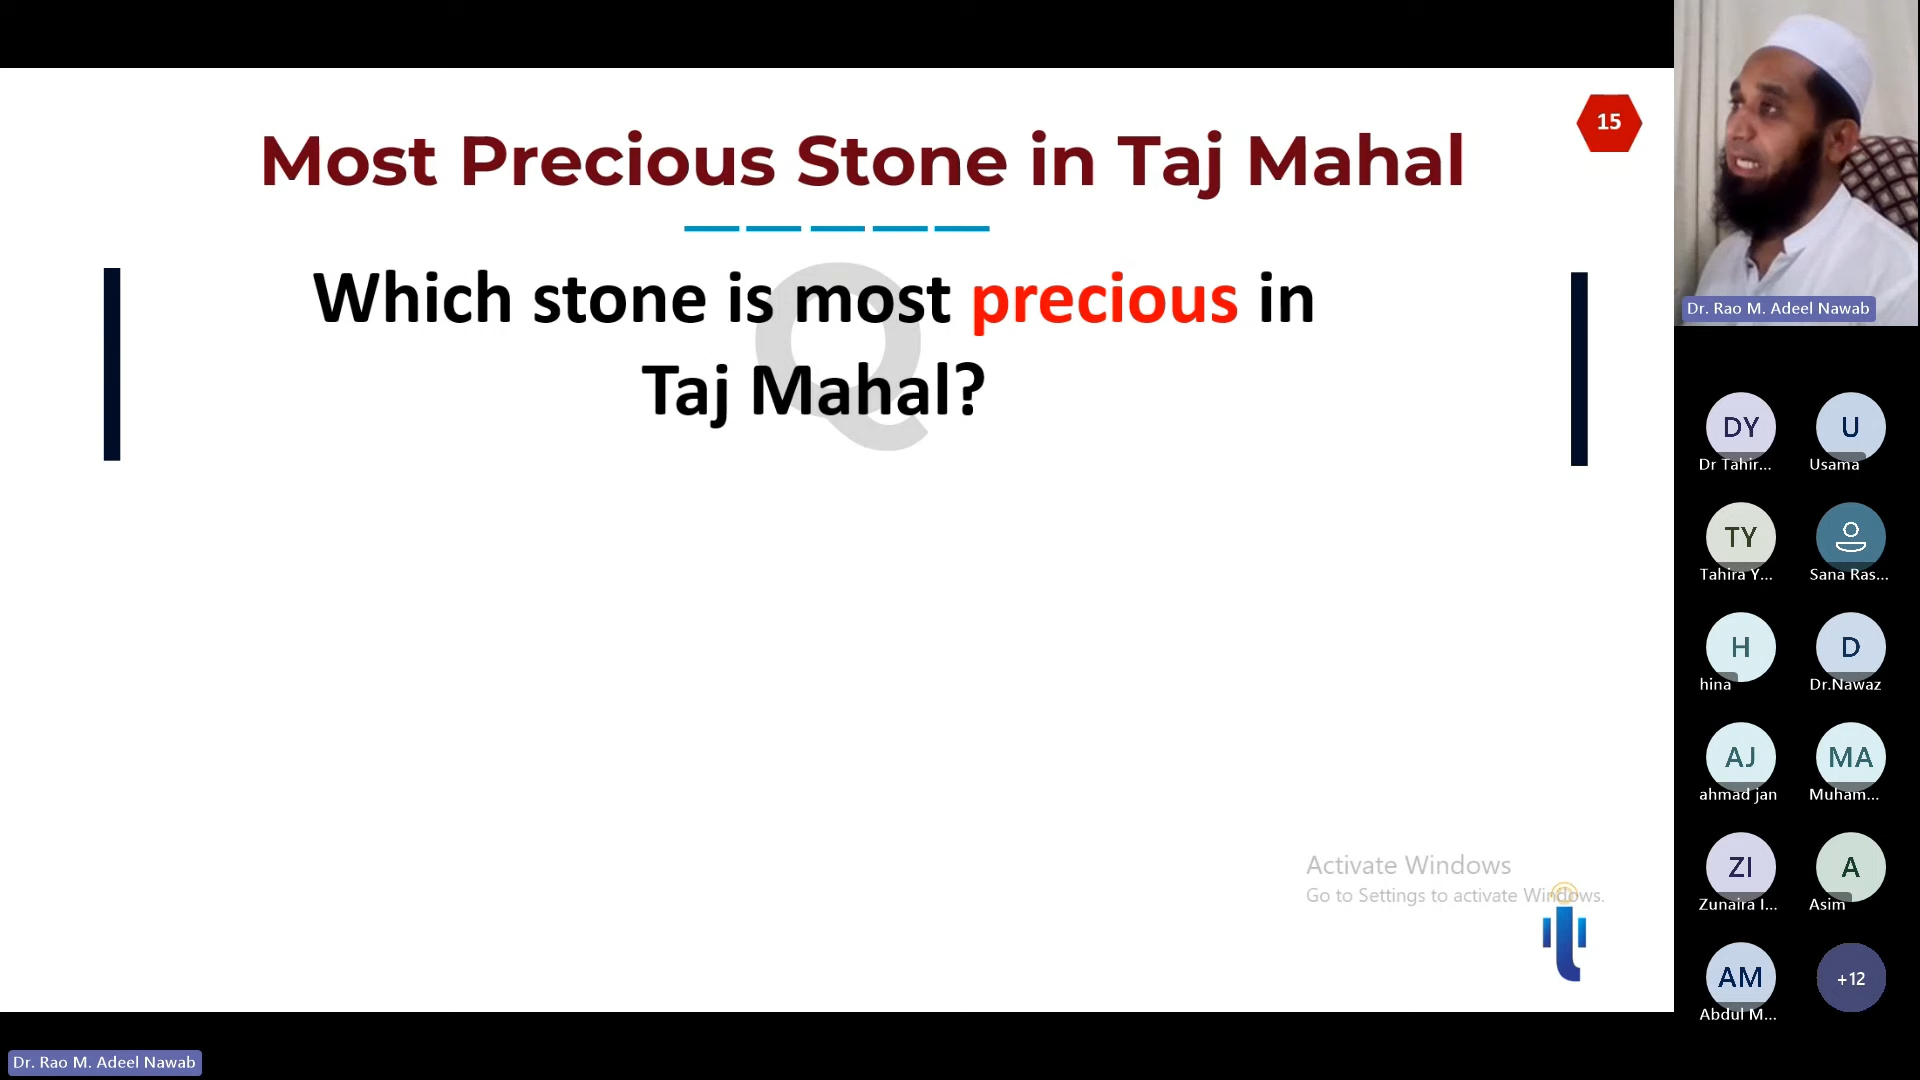 Most Precious Stone in Taj Mahal
15
Q
Which stone is most precious in
Taj Mahal?
Activate Windows
Go to Settings to activate Windows.
Dr. Rao M. Adeel Nawab
DY
Dr Tahir...
U
Usama
TY
Tahira Y...
Sana Ras...
H
hina
D
Dr.Nawaz
AJ
ahmad jan
MA
Muham...
ZI
Zunaira I...
A
Asim
AM
Abdul M...
+12
Dr. Rao M. Adeel Nawab